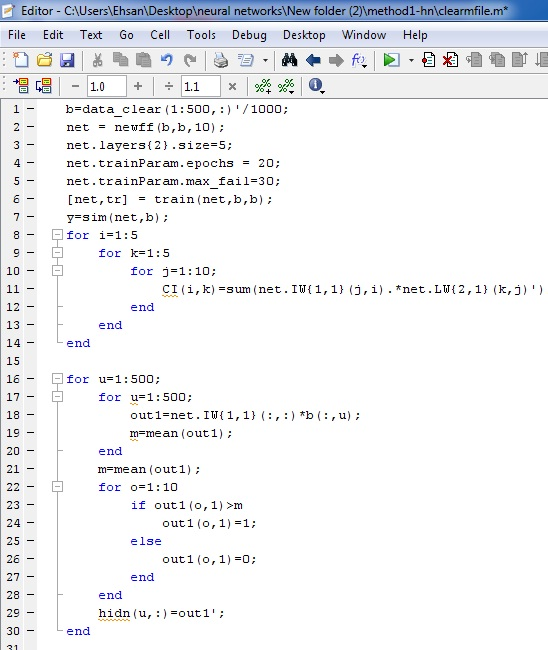 Editor - C:\Users\Ehsan\Desktop\neural networks\New folder (2)\method1-hn\clearmfile.m*
File Edit Text Go Cell Tools Debug Desktop Window Help
fx
− 1.0 + ÷ 1.1 ×
1 – b=data_clear(1:500,:)'/1000;
2 – net = newff(b,b,10);
3 – net.layers{2}.size=5;
4 – net.trainParam.epochs = 20;
5 – net.trainParam.max_fail=30;
6 – [net,tr] = train(net,b,b);
7 – y=sim(net,b);
8 – for i=1:5
9 – for k=1:5
10 – for j=1:10;
11 – CI(i,k)=sum(net.IW{1,1}(j,i).*net.LW{2,1}(k,j)')
12 – end
13 – end
14 – end
15
16 – for u=1:500;
17 – for u=1:500;
18 – out1=net.IW{1,1}(:,:)*b(:,u);
19 – m=mean(out1);
20 – end
21 – m=mean(out1);
22 – for o=1:10
23 – if out1(o,1)>m
24 – out1(o,1)=1;
25 – else
26 – out1(o,1)=0;
27 – end
28 – end
29 – hidn(u,:)=out1';
30 – end
31